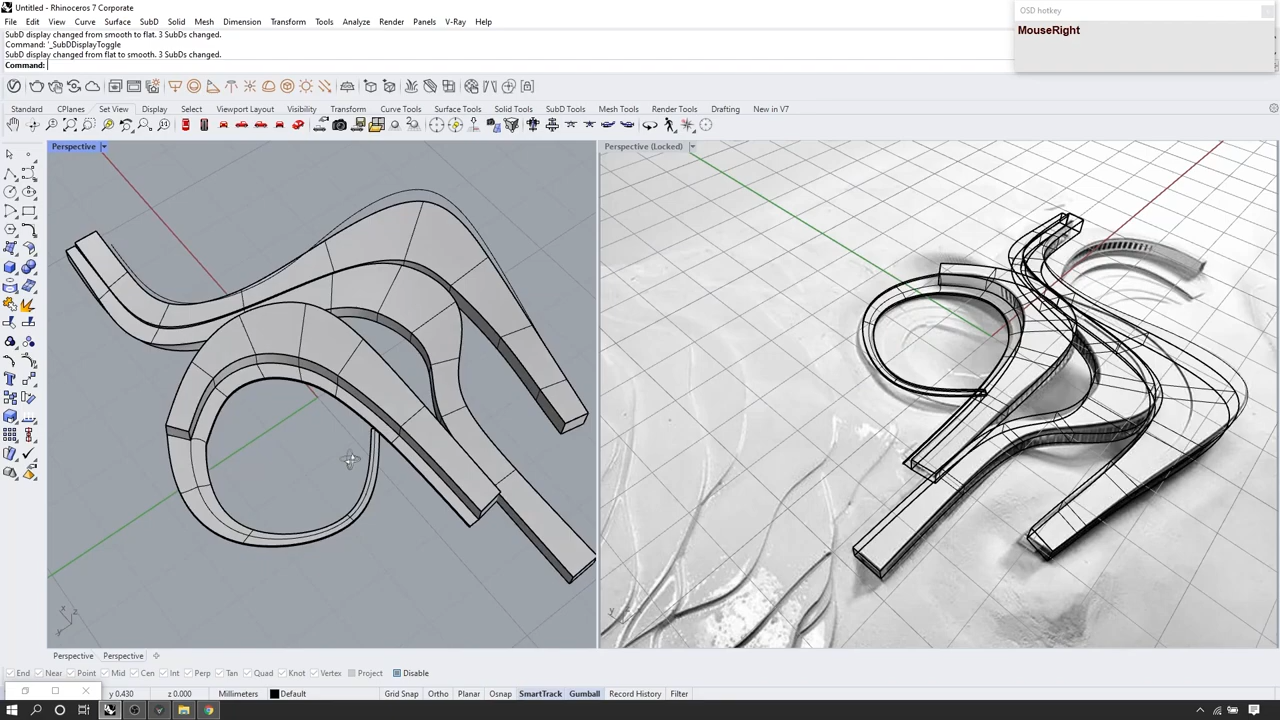 Untitled - Rhinoceros 7 Corporate
OSD hotkey
File Edit View Curve Surface SubD Solid Mesh Dimension Transform Tools Analyze Render Panels V-Ray Help
MouseRight
SubD display changed from smooth to flat. 3 SubDs changed.
Command: '_SubDDisplayToggle
SubD display changed from flat to smooth. 3 SubDs changed.
Command:
Standard CPlanes Set View Display Select Viewport Layout Visibility Transform Curve Tools Surface Tools Solid Tools SubD Tools Mesh Tools Render Tools Drafting New in V7
Perspective
Perspective (Locked)
x
z
y
y
Perspective Perspective
End Near Point Mid Cen Int Perp Tan Quad Knot Vertex Project Disable
y 0.430 z 0.000 Millimeters Default Grid Snap Ortho Planar Osnap SmartTrack Gumball Record History Filter